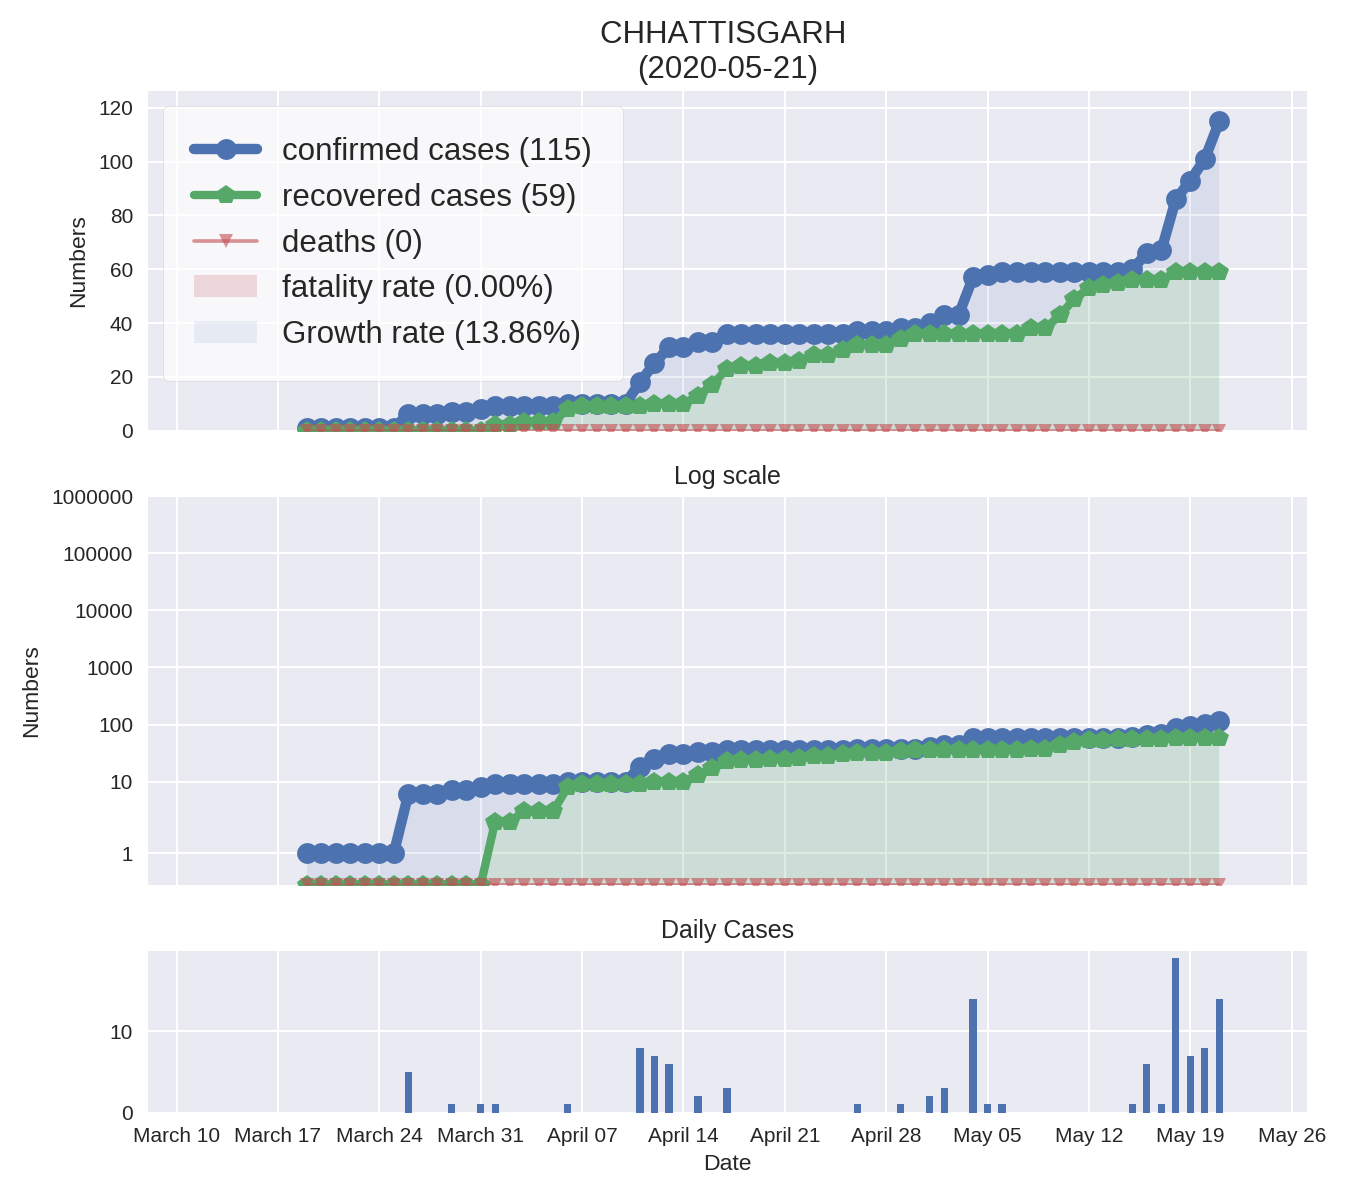 CHHATTISGARH
(2020-05-21)
120
100
80
60
40
20
0
Numbers
confirmed cases (115)
recovered cases (59)
deaths (0)
fatality rate (0.00%)
Growth rate (13.86%)
Log scale
1000000
100000
10000
1000
100
10
1
Numbers
Daily Cases
10
0
March 10 March 17 March 24 March 31 April 07 April 14 April 21 April 28 May 05 May 12 May 19 May 26
Date